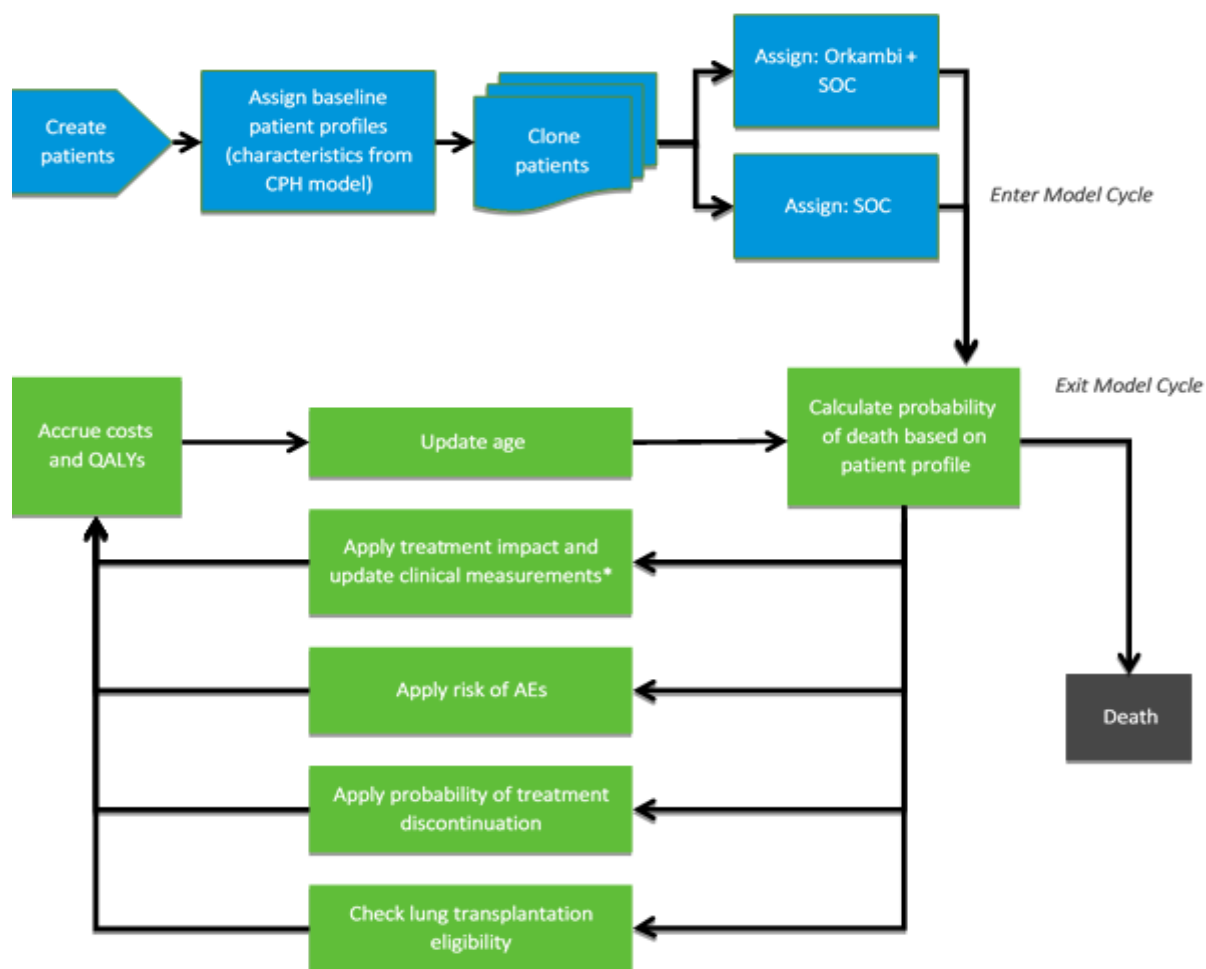 Create
patients
Assign baseline
patient profiles
(characteristics from
CPH model)
Clone
patients
Assign: Orkambi +
SOC
Assign: SOC
Enter Model Cycle
Exit Model Cycle
Accrue costs
and QALYs
Update age
Calculate probability
of death based on
patient profile
Apply treatment impact and
update clinical measurements*
Apply risk of AEs
Apply probability of treatment
discontinuation
Check lung transplantation
eligibility
Death